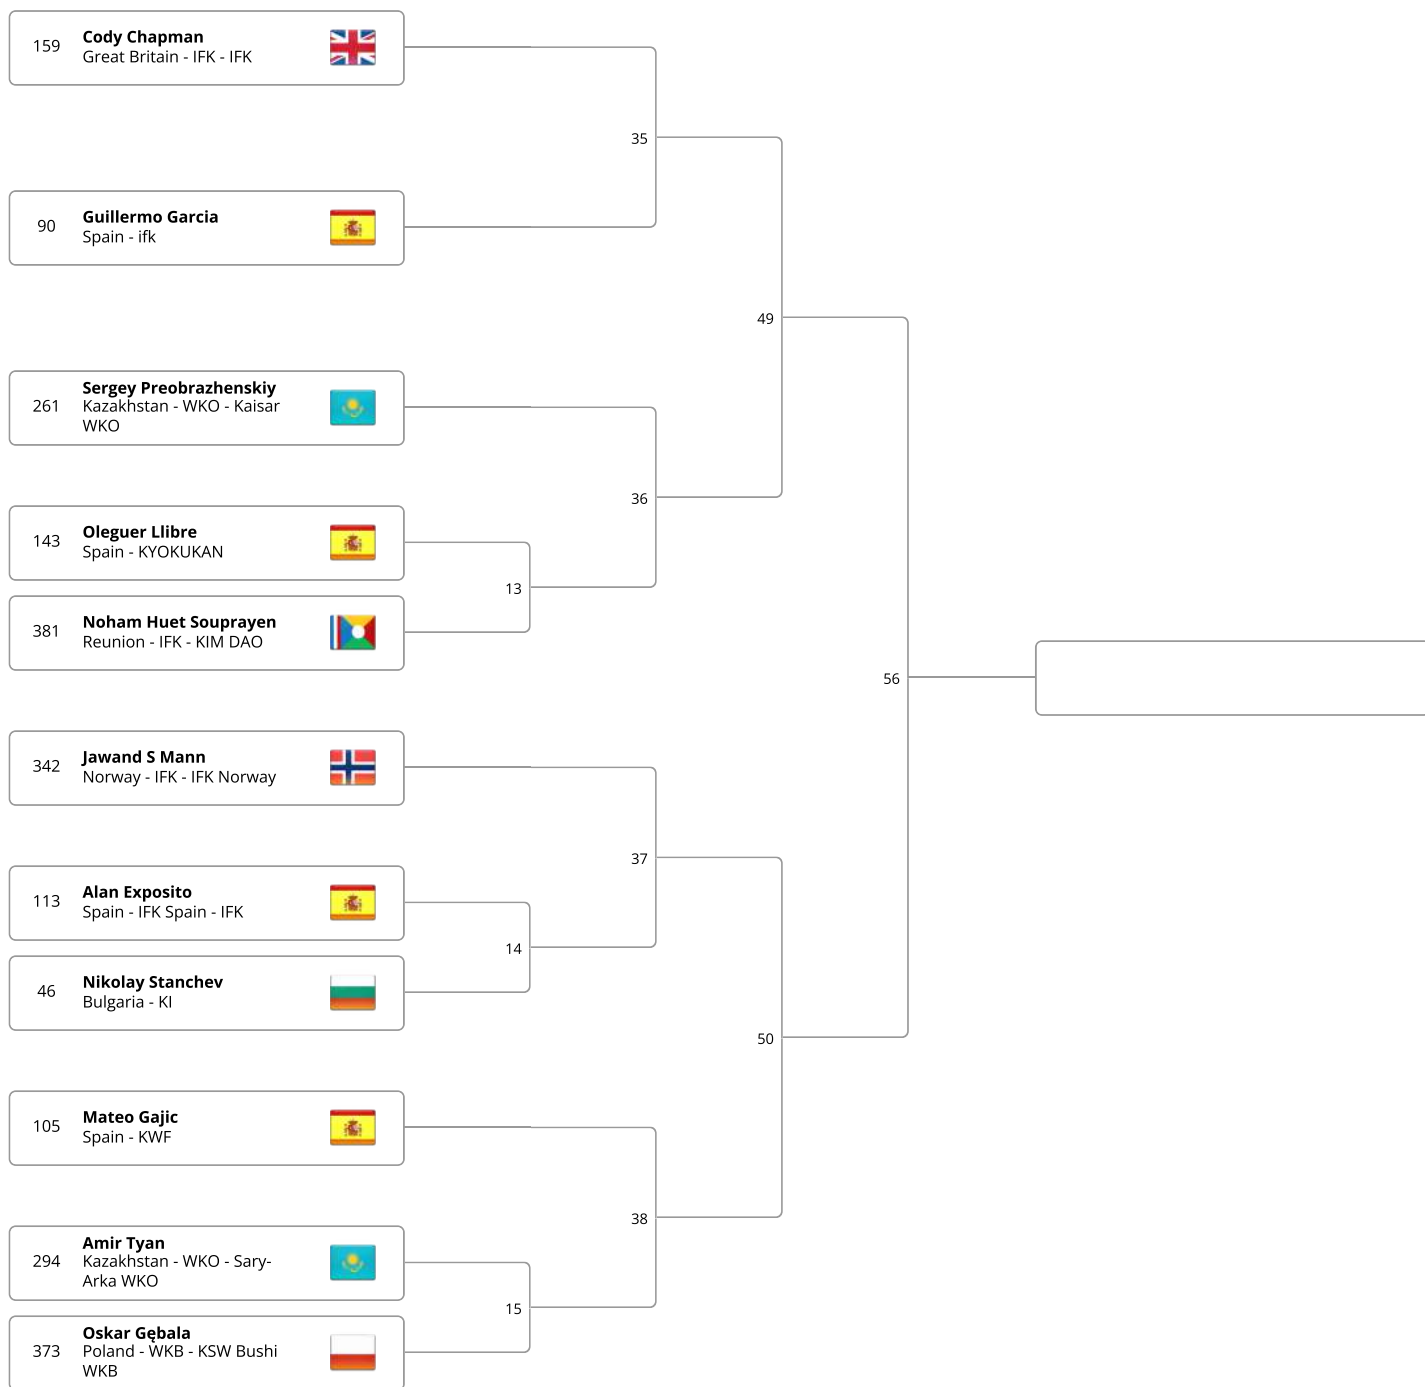 159
Cody Chapman
Great Britain - IFK - IFK
35
90
Guillermo Garcia
Spain - ifk
49
261
Sergey Preobrazhenskiy
Kazakhstan - WKO - Kaisar
WKO
36
143
Oleguer Llibre
Spain - KYOKUKAN
13
381
Noham Huet Souprayen
Reunion - IFK - KIM DAO
56
342
Jawand S Mann
Norway - IFK - IFK Norway
37
113
Alan Exposito
Spain - IFK Spain - IFK
14
46
Nikolay Stanchev
Bulgaria - KI
50
105
Mateo Gajic
Spain - KWF
38
294
Amir Tyan
Kazakhstan - WKO - Sary-
Arka WKO
15
373
Oskar Gębala
Poland - WKB - KSW Bushi
WKB